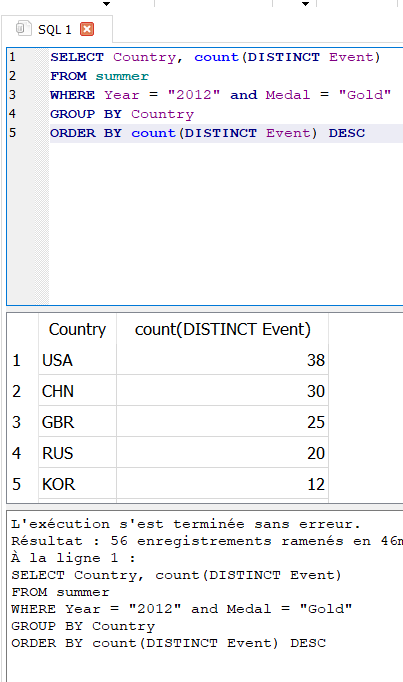 SQL 1
1 SELECT Country, count(DISTINCT Event)
2 FROM summer
3 WHERE Year = "2012" and Medal = "Gold"
4 GROUP BY Country
5 ORDER BY count(DISTINCT Event) DESC
Country count(DISTINCT Event)
1 USA 38
2 CHN 30
3 GBR 25
4 RUS 20
5 KOR 12
L'exécution s'est terminée sans erreur.
Résultat : 56 enregistrements ramenés en 46m
À la ligne 1 :
SELECT Country, count(DISTINCT Event)
FROM summer
WHERE Year = "2012" and Medal = "Gold"
GROUP BY Country
ORDER BY count(DISTINCT Event) DESC